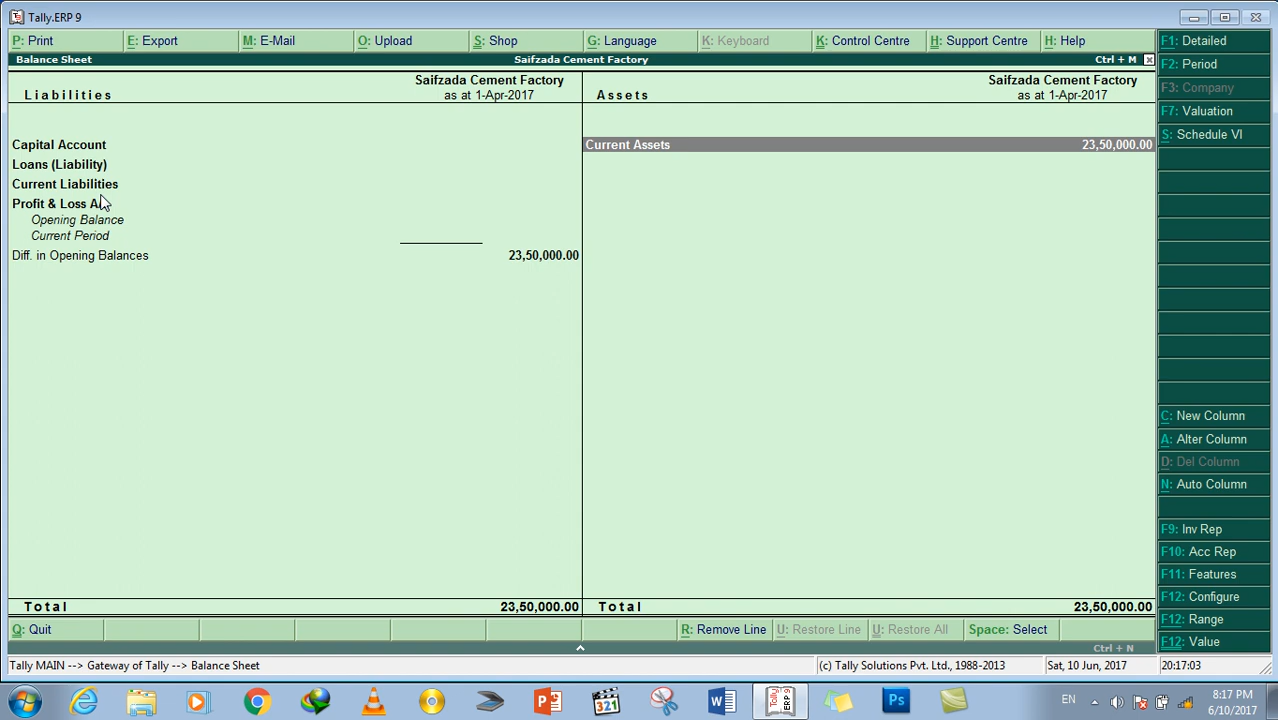 Tally.ERP 9
P: Print E: Export M: E-Mail O: Upload S: Shop G: Language K: Keyboard K: Control Centre H: Support Centre H: Help
Balance Sheet Saifzada Cement Factory Ctrl + M
Liabilities
Saifzada Cement Factory
as at 1-Apr-2017
Capital Account
Loans (Liability)
Current Liabilities
Profit & Loss A/c
Opening Balance
Current Period
Diff. in Opening Balances 23,50,000.00
Total 23,50,000.00
Assets
Saifzada Cement Factory
as at 1-Apr-2017
Current Assets 23,50,000.00
Total 23,50,000.00
F1: Detailed
F2: Period
F3: Company
F7: Valuation
S: Schedule VI
C: New Column
A: Alter Column
D: Del Column
N: Auto Column
F9: Inv Rep
F10: Acc Rep
F11: Features
F12: Configure
F12: Range
F12: Value
Q: Quit R: Remove Line U: Restore Line U: Restore All Space: Select
Ctrl + N
Tally MAIN --> Gateway of Tally --> Balance Sheet (c) Tally Solutions Pvt. Ltd., 1988-2013 Sat, 10 Jun, 2017 20:17:03
EN 8:17 PM
6/10/2017